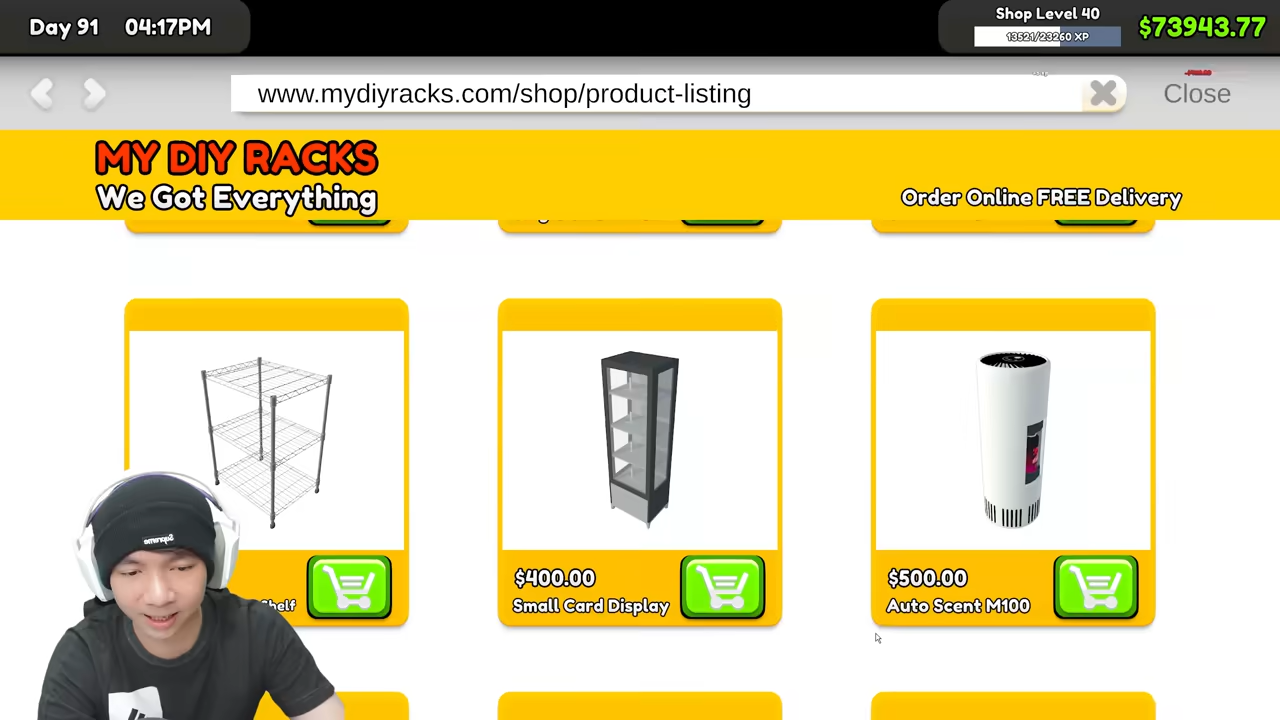 Day 91 04:17PM
Shop Level 40
13521/23260 XP
$73943.77
www.mydiyracks.com/shop/product-listing
Close
MY DIY RACKS
We Got Everything
Order Online FREE Delivery
Shelf
$400.00
Small Card Display
$500.00
Auto Scent M100